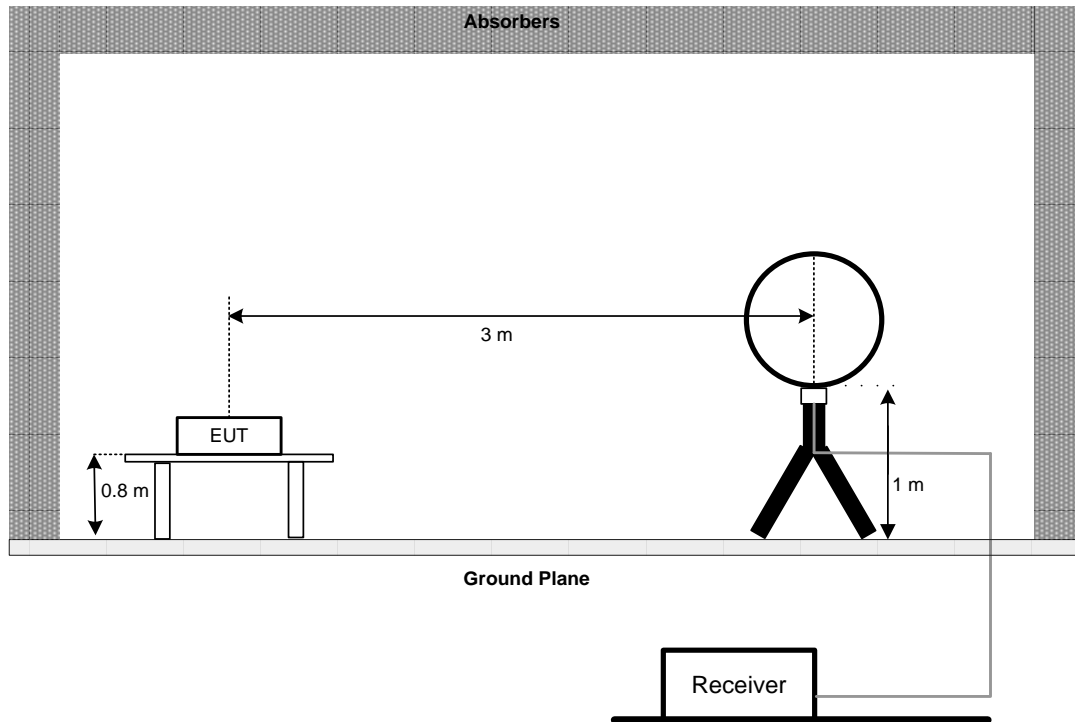 Absorbers
3 m
EUT
0.8 m
1 m
Ground Plane
Receiver